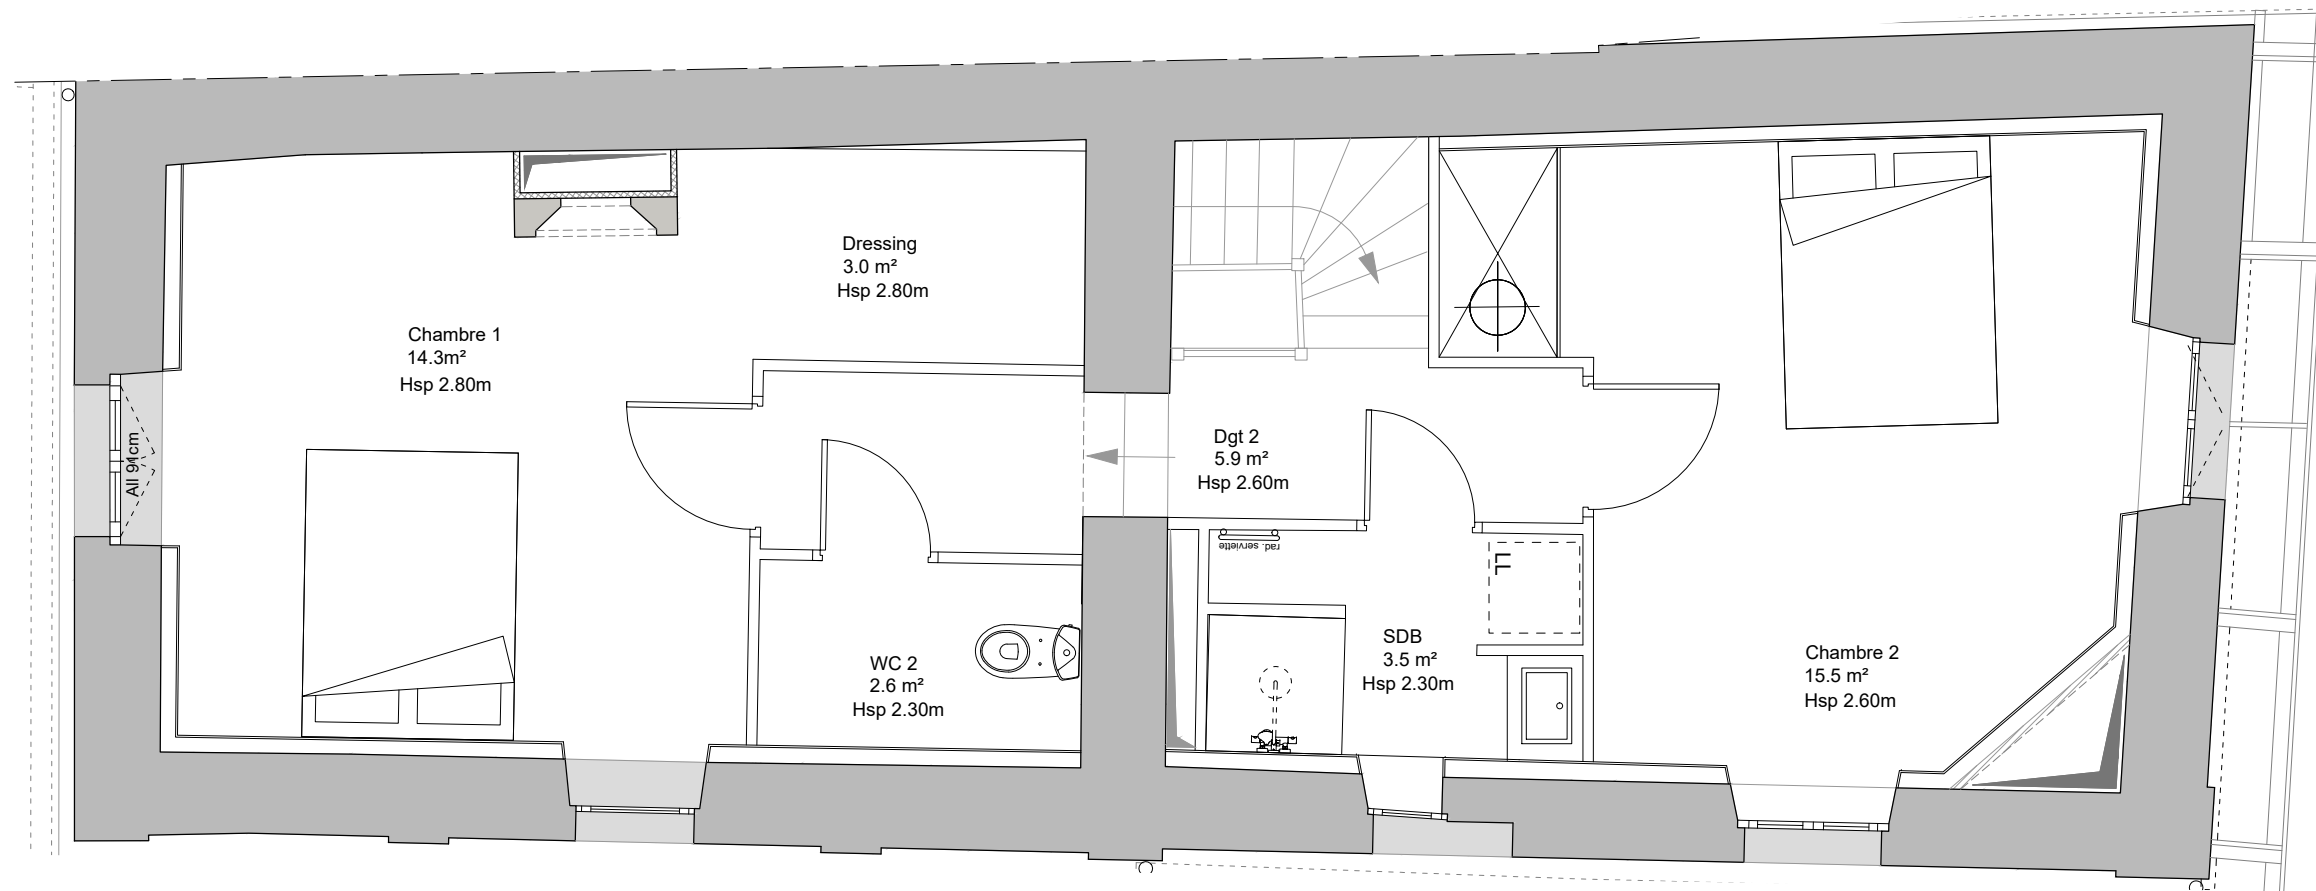 Dressing
3.0 m²
Hsp 2.80m
Chambre 1
14.3m²
Hsp 2.80m
All 91cm
Dgt 2
5.9 m²
Hsp 2.60m
rad. serviette
LL
WC 2
2.6 m²
Hsp 2.30m
SDB
3.5 m²
Hsp 2.30m
Chambre 2
15.5 m²
Hsp 2.60m